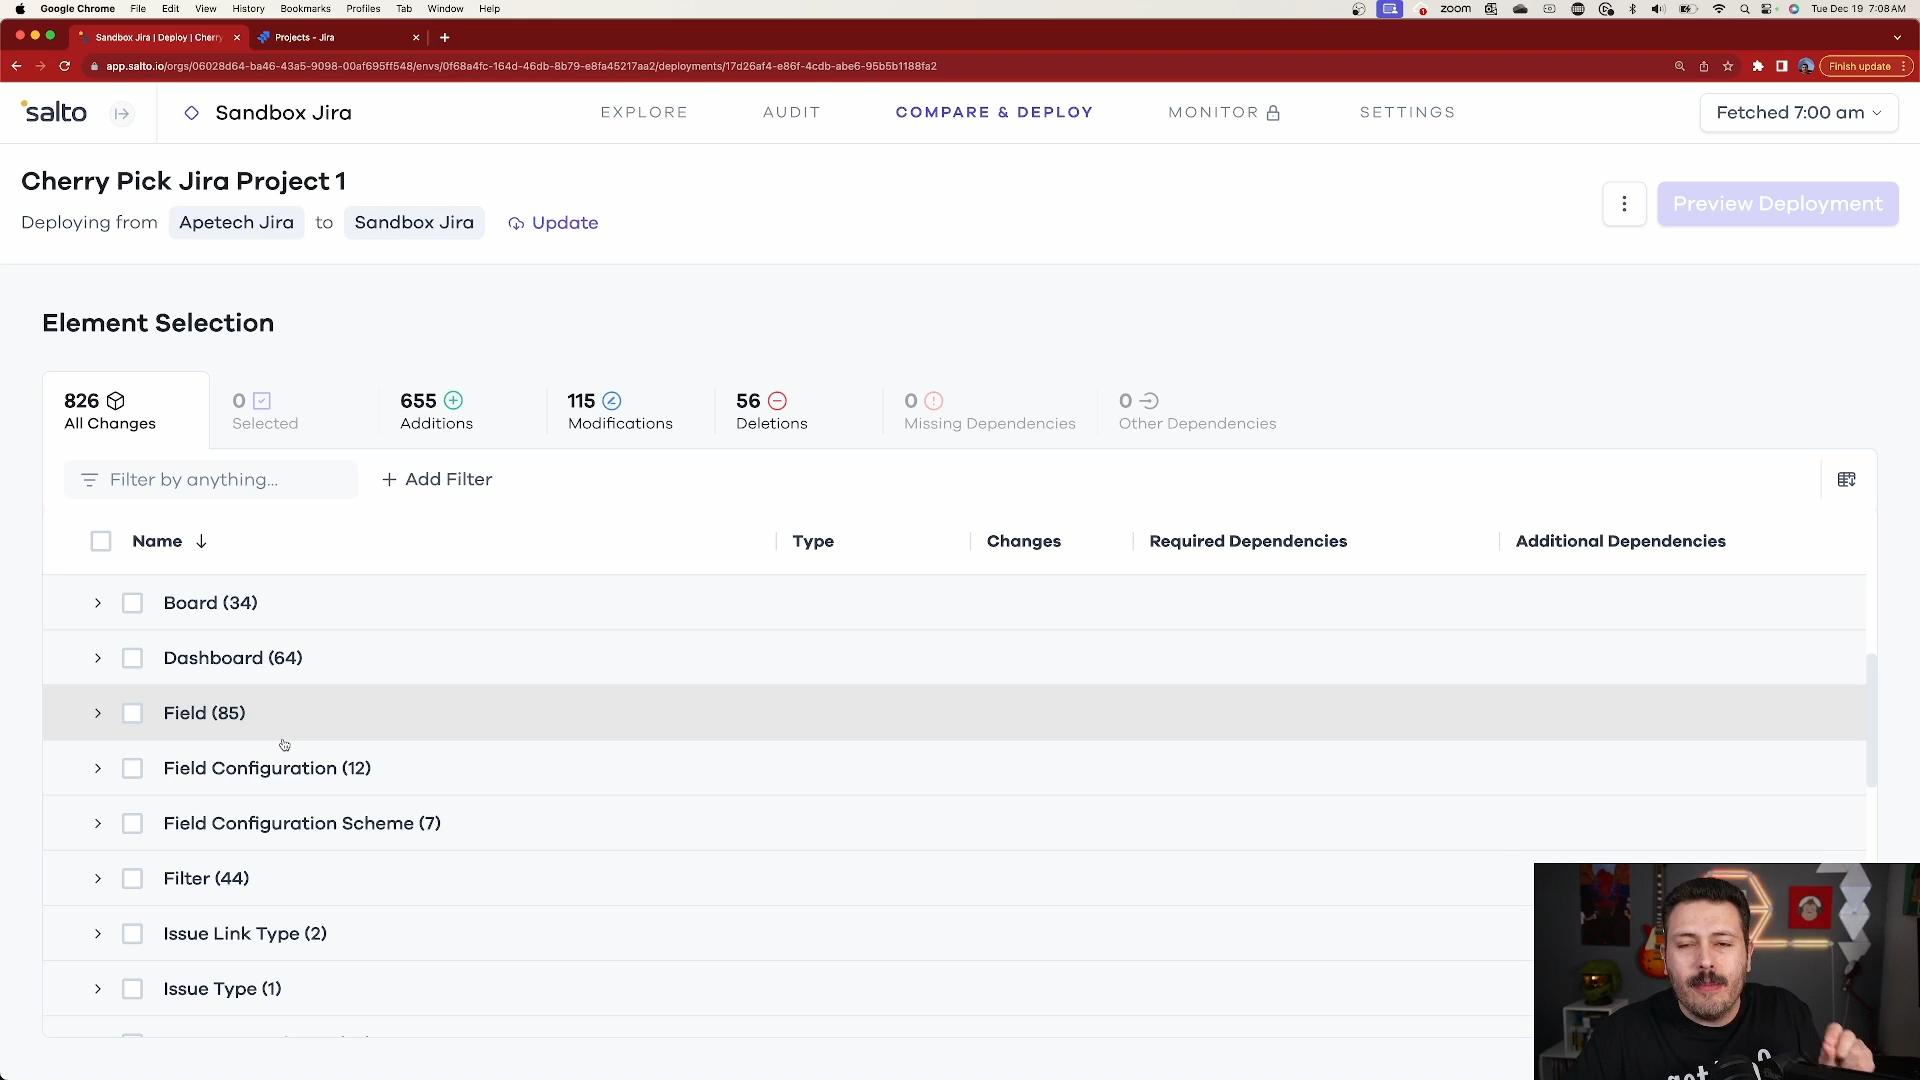 Google Chrome File Edit View History Bookmarks Profiles Tab Window Help
zoom
Tue Dec 19 7:08 AM
Sandbox Jira | Deploy | Cherry
Projects - Jira
app.salto.io/orgs/06028d64-ba46-43a5-9098-00af695ff548/envs/0f68a4fc-164d-46db-8b79-e8fa45217aa2/deployments/17d26af4-e86f-4cdb-abe6-95b5b1188fa2
Finish update
salto
Sandbox Jira
EXPLORE
AUDIT
COMPARE & DEPLOY
MONITOR
SETTINGS
Fetched 7:00 am
Cherry Pick Jira Project 1
Deploying from Apetech Jira to Sandbox Jira Update
Preview Deployment
Element Selection
826
All Changes
0
Selected
655
Additions
115
Modifications
56
Deletions
0
Missing Dependencies
0
Other Dependencies
Filter by anything...
+ Add Filter
Name
Type
Changes
Required Dependencies
Additional Dependencies
Board (34)
Dashboard (64)
Field (85)
Field Configuration (12)
Field Configuration Scheme (7)
Filter (44)
Issue Link Type (2)
Issue Type (1)